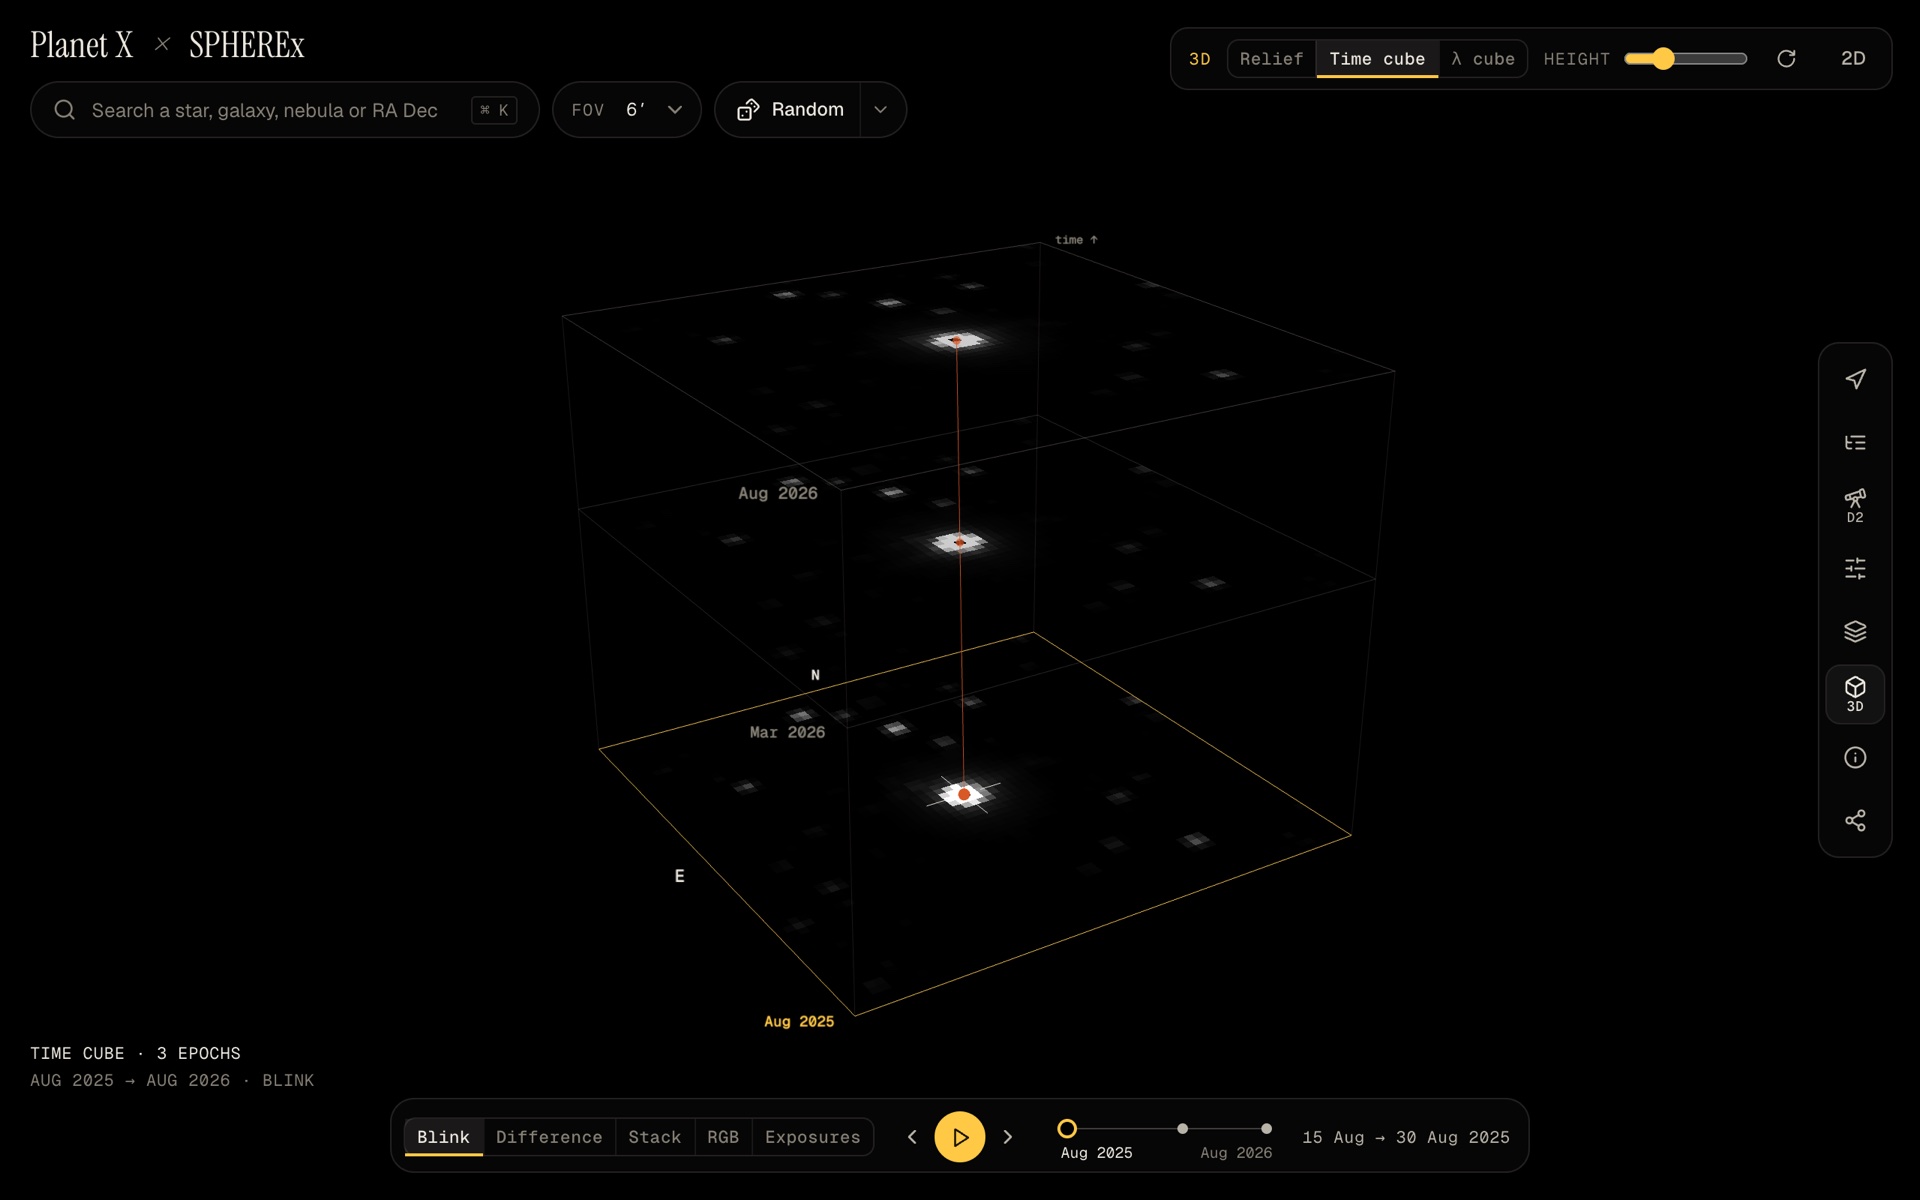 Planet X × SPHEREx
3D Relief Time cube λ cube HEIGHT 2D
Search a star, galaxy, nebula or RA Dec ⌘ K
FOV 6′
Random
time ↑
Aug 2026
D2
N
Mar 2026
3D
E
Aug 2025
TIME CUBE · 3 EPOCHS
AUG 2025 → AUG 2026 · BLINK
Blink Difference Stack RGB Exposures
Aug 2025 Aug 2026
15 Aug → 30 Aug 2025